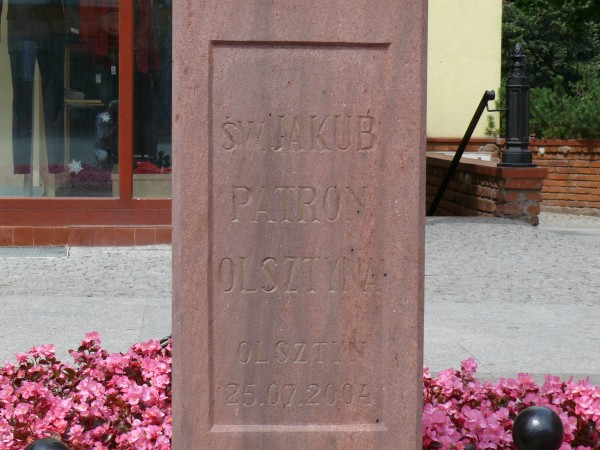 ŚW. JAKUB
PATRON
OLSZTYNA
OLSZTYN
25.07.2004